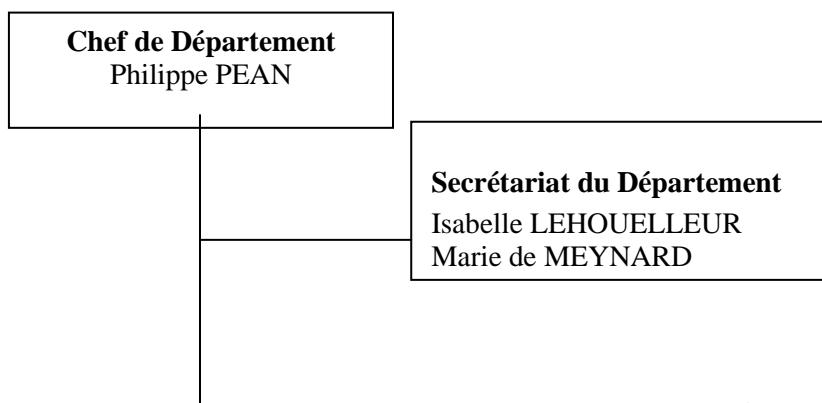 Chef de Département
Philippe PEAN
Secrétariat du Département
Isabelle LEHOUELLEUR
Marie de MEYNARD